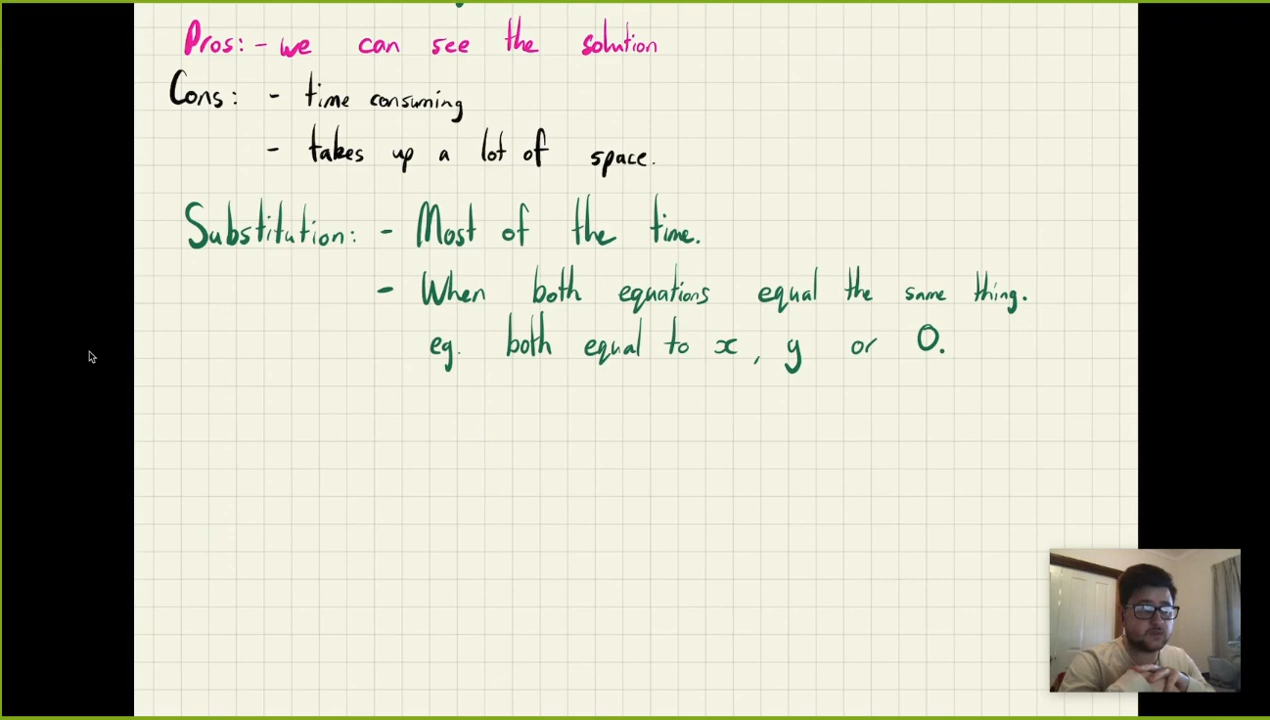 Pros: - we can see the solution
Cons: - time consuming
- takes up a lot of space.
Substitution: - Most of the time.
- When both equations equal the same thing.
eg. both equal to x, y or 0.